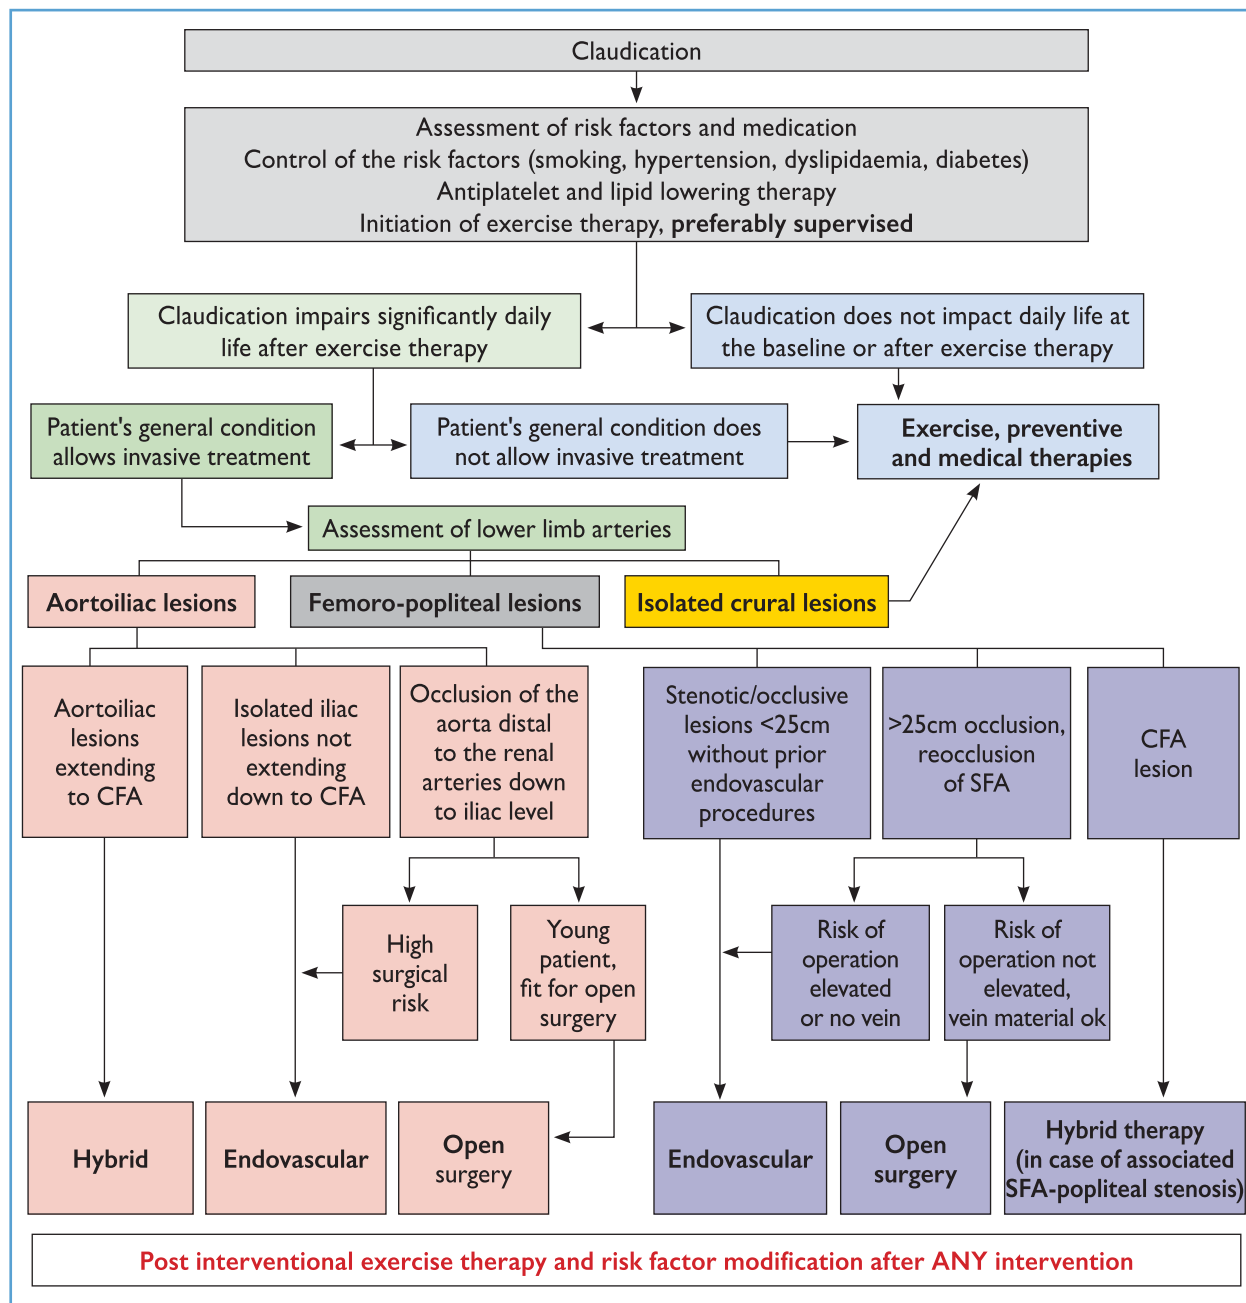 Claudication
Assessment of risk factors and medication
Control of the risk factors (smoking, hypertension, dyslipidaemia, diabetes)
Antiplatelet and lipid lowering therapy
Initiation of exercise therapy, preferably supervised
Claudication impairs significantly daily
life after exercise therapy
Claudication does not impact daily life at
the baseline or after exercise therapy
Patient's general condition
allows invasive treatment
Patient's general condition does
not allow invasive treatment
Exercise, preventive
and medical therapies
Assessment of lower limb arteries
Aortoiliac lesions
Femoro-popliteal lesions
Isolated crural lesions
Aortoiliac
lesions
extending
to CFA
Isolated iliac
lesions not
extending
down to CFA
Occlusion of the
aorta distal
to the renal
arteries down
to iliac level
Stenotic/occlusive
lesions <25cm
without prior
endovascular
procedures
>25cm occlusion,
reocclusion
of SFA
CFA
lesion
High
surgical
risk
Young
patient,
fit for open
surgery
Risk of
operation
elevated
or no vein
Risk of
operation not
elevated,
vein material ok
Hybrid
Endovascular
Open
surgery
Endovascular
Open
surgery
Hybrid therapy
(in case of associated
SFA-popliteal stenosis)
Post interventional exercise therapy and risk factor modification after ANY intervention